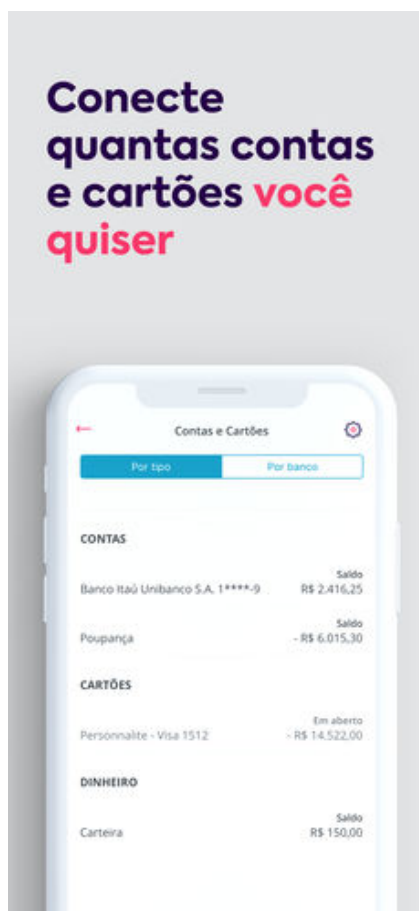 Conecte
quantas contas
e cartões você
quiser
Contas e Cartões
Por tipo
Por banco
CONTAS
Saldo
Banco Itaú Unibanco S.A. 1****-9 R$ 2.416,25
Saldo
Poupança - R$ 6.015,30
CARTÕES
Em aberto
Personnalite - Visa 1512 - R$ 14.522,00
DINHEIRO
Saldo
Carteira R$ 150,00